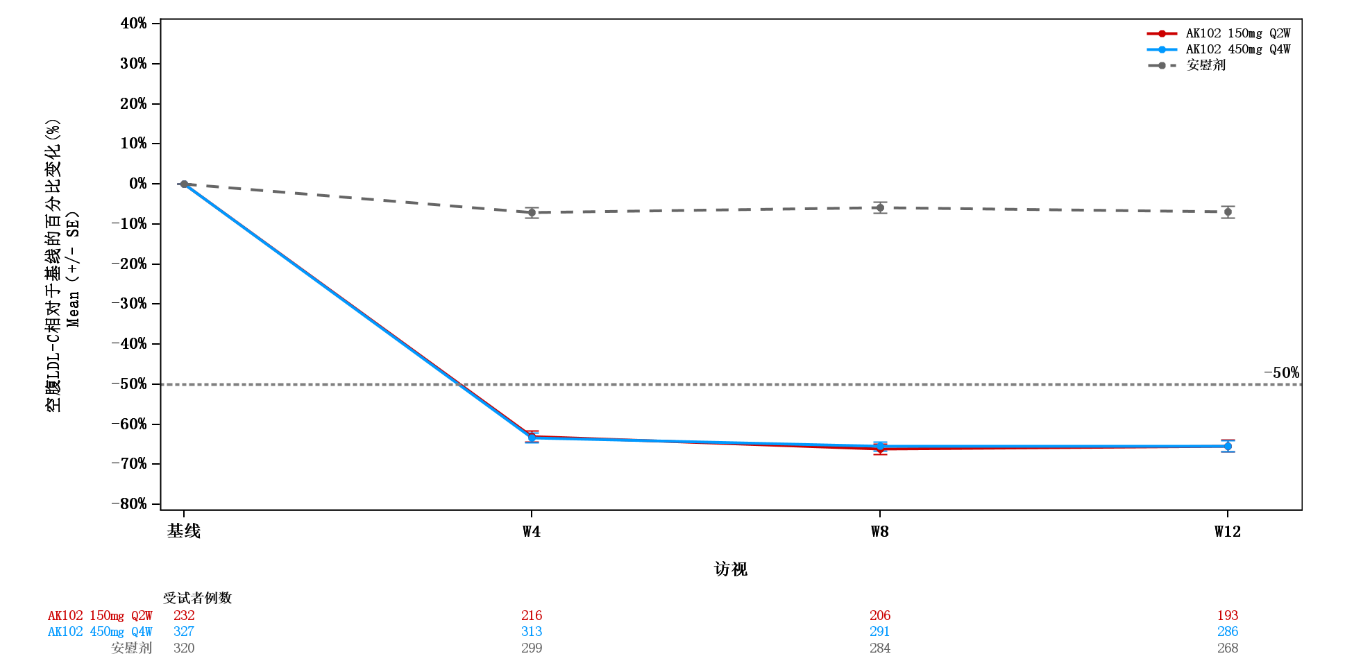 40%
30%
20%
10%
0%
-10%
-20%
-30%
-40%
-50%
-60%
-70%
-80%
空腹LDL-C相对于基线的百分比变化(%)
Mean (+/- SE)
AK102 150mg Q2W
AK102 450mg Q4W
安慰剂
-50%
基线 W4 W8 W12
访视
受试者例数
AK102 150mg Q2W 232 216 206 193
AK102 450mg Q4W 327 313 291 286
安慰剂 320 299 284 268